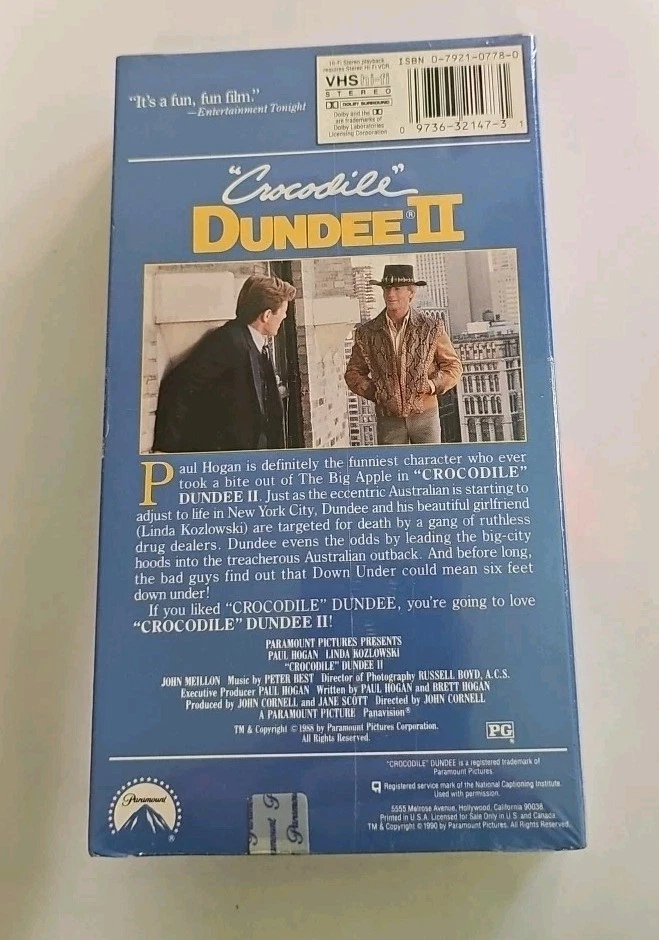 "It's a fun, fun film."
—Entertainment Tonight
Hi-Fi Stereo playback
requires Stereo Hi-Fi VCR
VHS hi-fi
STEREO
DOLBY SURROUND
Dolby and the
are trademarks of
Dolby Laboratories
Licensing Corporation
ISBN 0-7921-0778-0
0 9736-32147-3 1
"Crocodile"
DUNDEE® II
Paul Hogan is definitely the funniest character who ever
took a bite out of The Big Apple in "CROCODILE"
DUNDEE II. Just as the eccentric Australian is starting to
adjust to life in New York City, Dundee and his beautiful girlfriend
(Linda Kozlowski) are targeted for death by a gang of ruthless
drug dealers. Dundee evens the odds by leading the big-city
hoods into the treacherous Australian outback. And before long,
the bad guys find out that Down Under could mean six feet
down under!
If you liked "CROCODILE" DUNDEE, you're going to love
"CROCODILE" DUNDEE II!
PARAMOUNT PICTURES PRESENTS
PAUL HOGAN LINDA KOZLOWSKI
"CROCODILE" DUNDEE II
JOHN MEILLON Music by PETER BEST Director of Photography RUSSELL BOYD, A.C.S.
Executive Producer PAUL HOGAN Written by PAUL HOGAN and BRETT HOGAN
Produced by JOHN CORNELL and JANE SCOTT Directed by JOHN CORNELL
A PARAMOUNT PICTURE Panavision®
TM & Copyright © 1988 by Paramount Pictures Corporation.
All Rights Reserved.
PG
"CROCODILE" DUNDEE is a registered trademark of
Paramount Pictures.
Registered service mark of the National Captioning Institute.
Used with permission.
5555 Melrose Avenue, Hollywood, California 90038
Printed in U.S.A. Licensed for Sale Only in U.S. and Canada.
TM & Copyright © 1990 by Paramount Pictures. All Rights Reserved.
Paramount
®